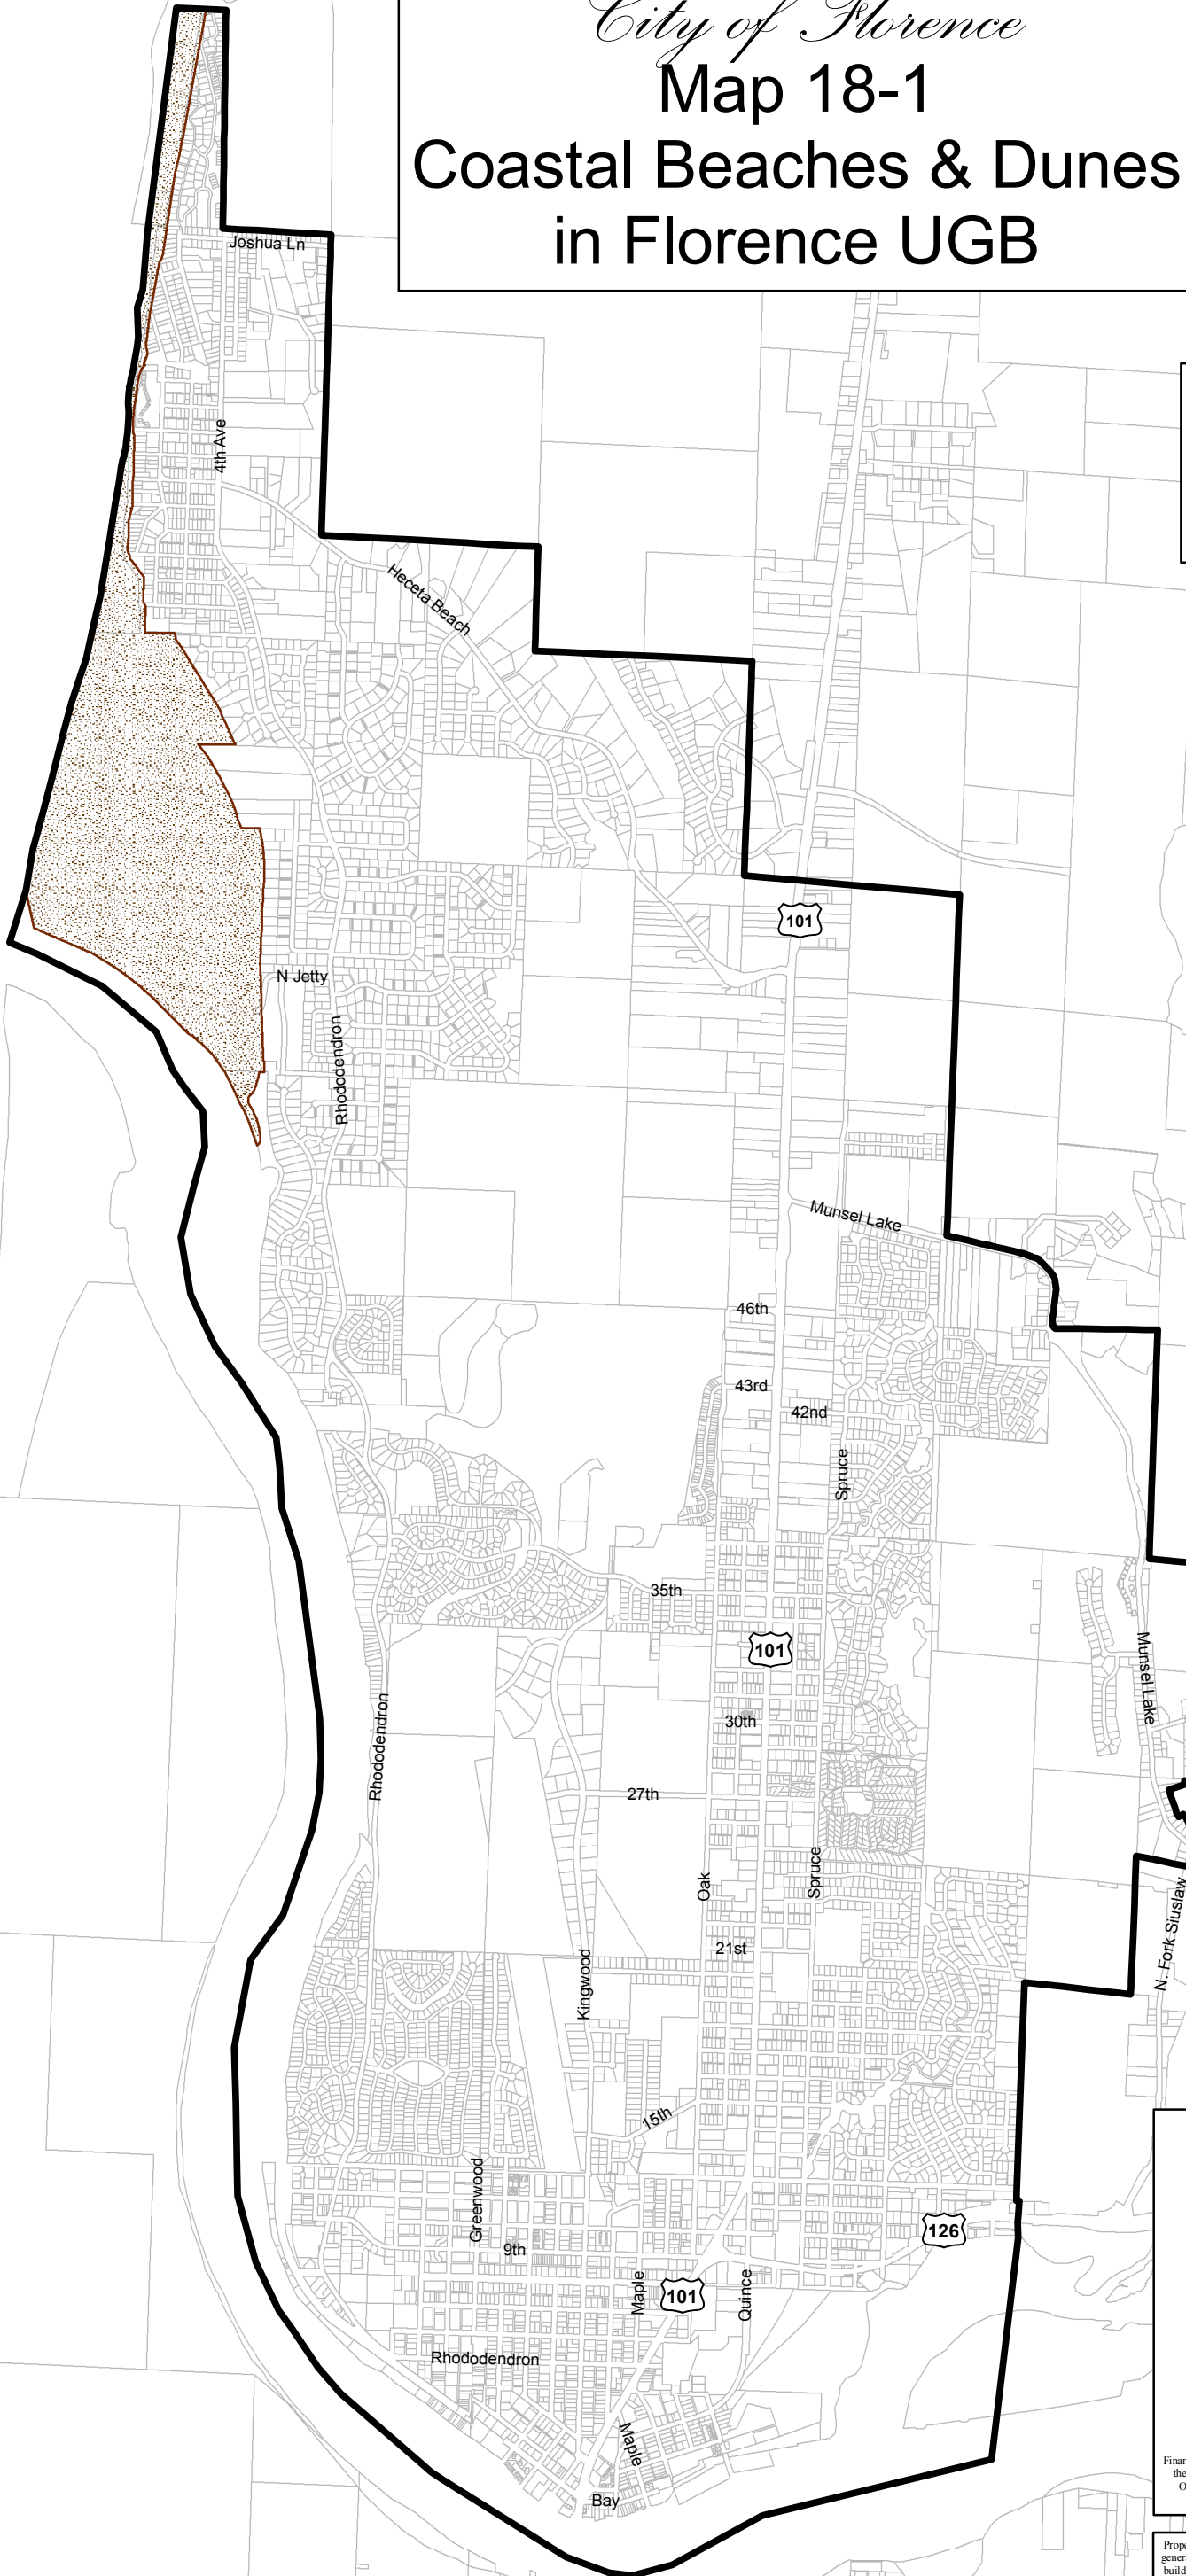 City of Florence
Map 18-1
Coastal Beaches & Dunes
in Florence UGB
Joshua Ln
4th Ave
Heceta Beach
101
N Jetty
Rhododendron
Munsel Lake
46th
43rd
42nd
Spruce
35th
101
Munsel Lake
30th
Rhododendron
27th
Oak
Spruce
N. Fork Siuslaw
21st
Kingwood
15th
Greenwood
126
9th
Maple
101
Quince
Rhododendron
Maple
Bay
the
O
build